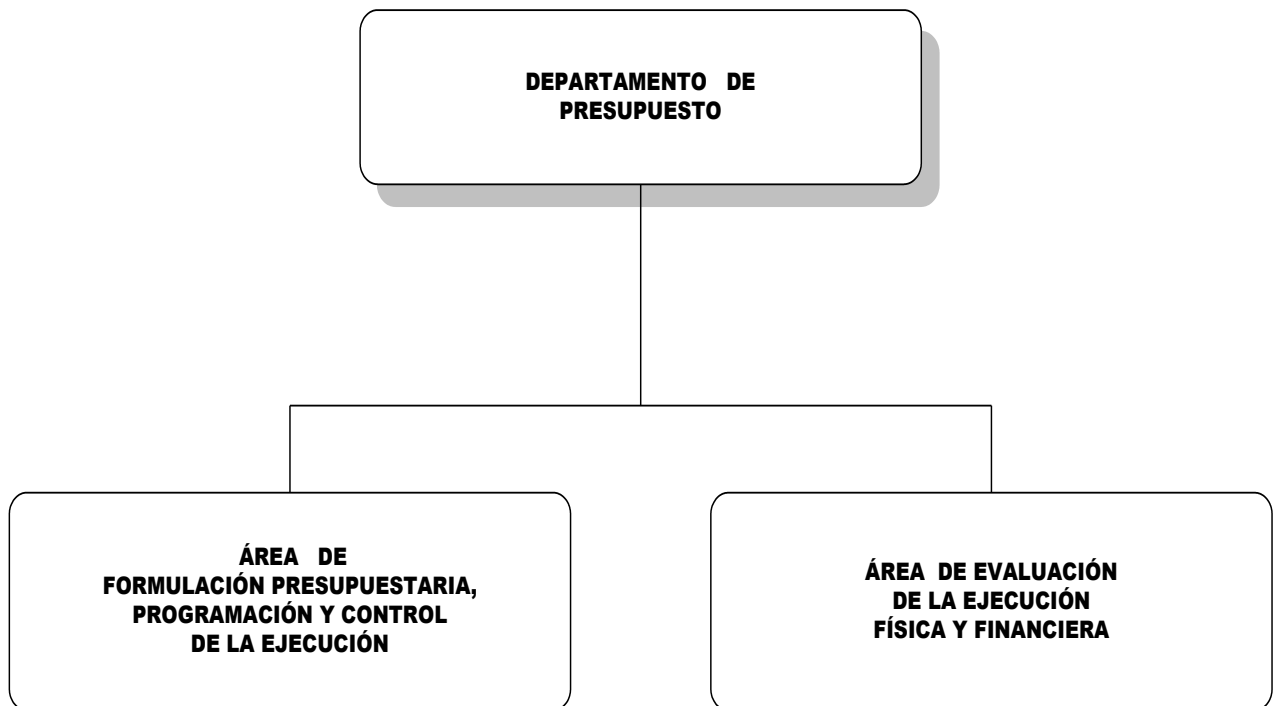 DEPARTAMENTO DE
PRESUPUESTO
ÁREA DE
FORMULACIÓN PRESUPUESTARIA,
PROGRAMACIÓN Y CONTROL
DE LA EJECUCIÓN
ÁREA DE EVALUACIÓN
DE LA EJECUCIÓN
FÍSICA Y FINANCIERA